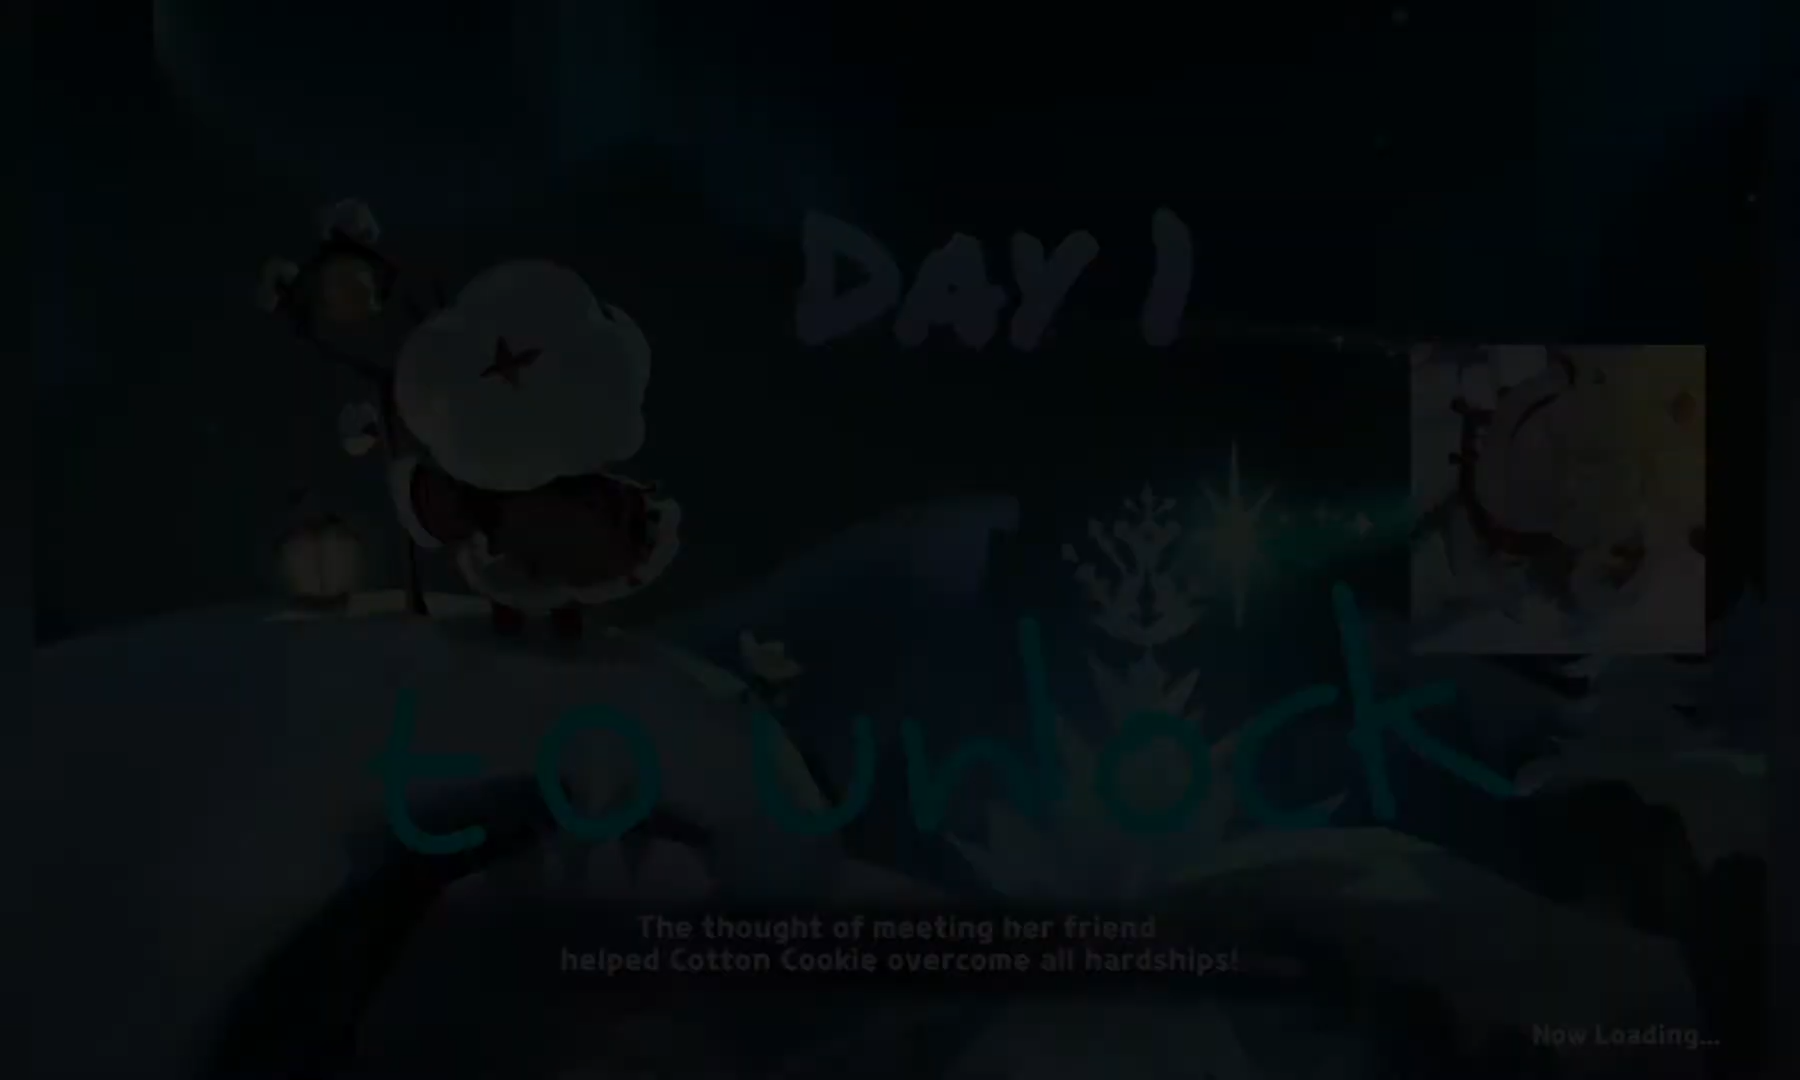 DAY 1
to unlock
The thought of meeting her friend
helped Cotton Cookie overcome all hardships!
Now Loading...